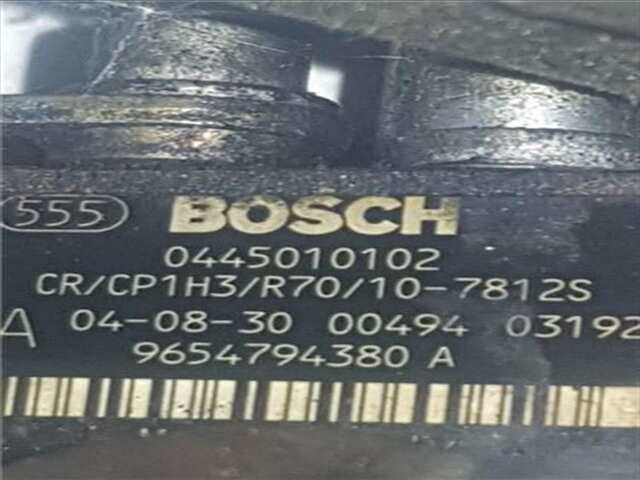 555 BOSCH
0445010102
CR/CP1H3/R70/10-7812S
A 04-08-30 00494 03192
9654794380 A